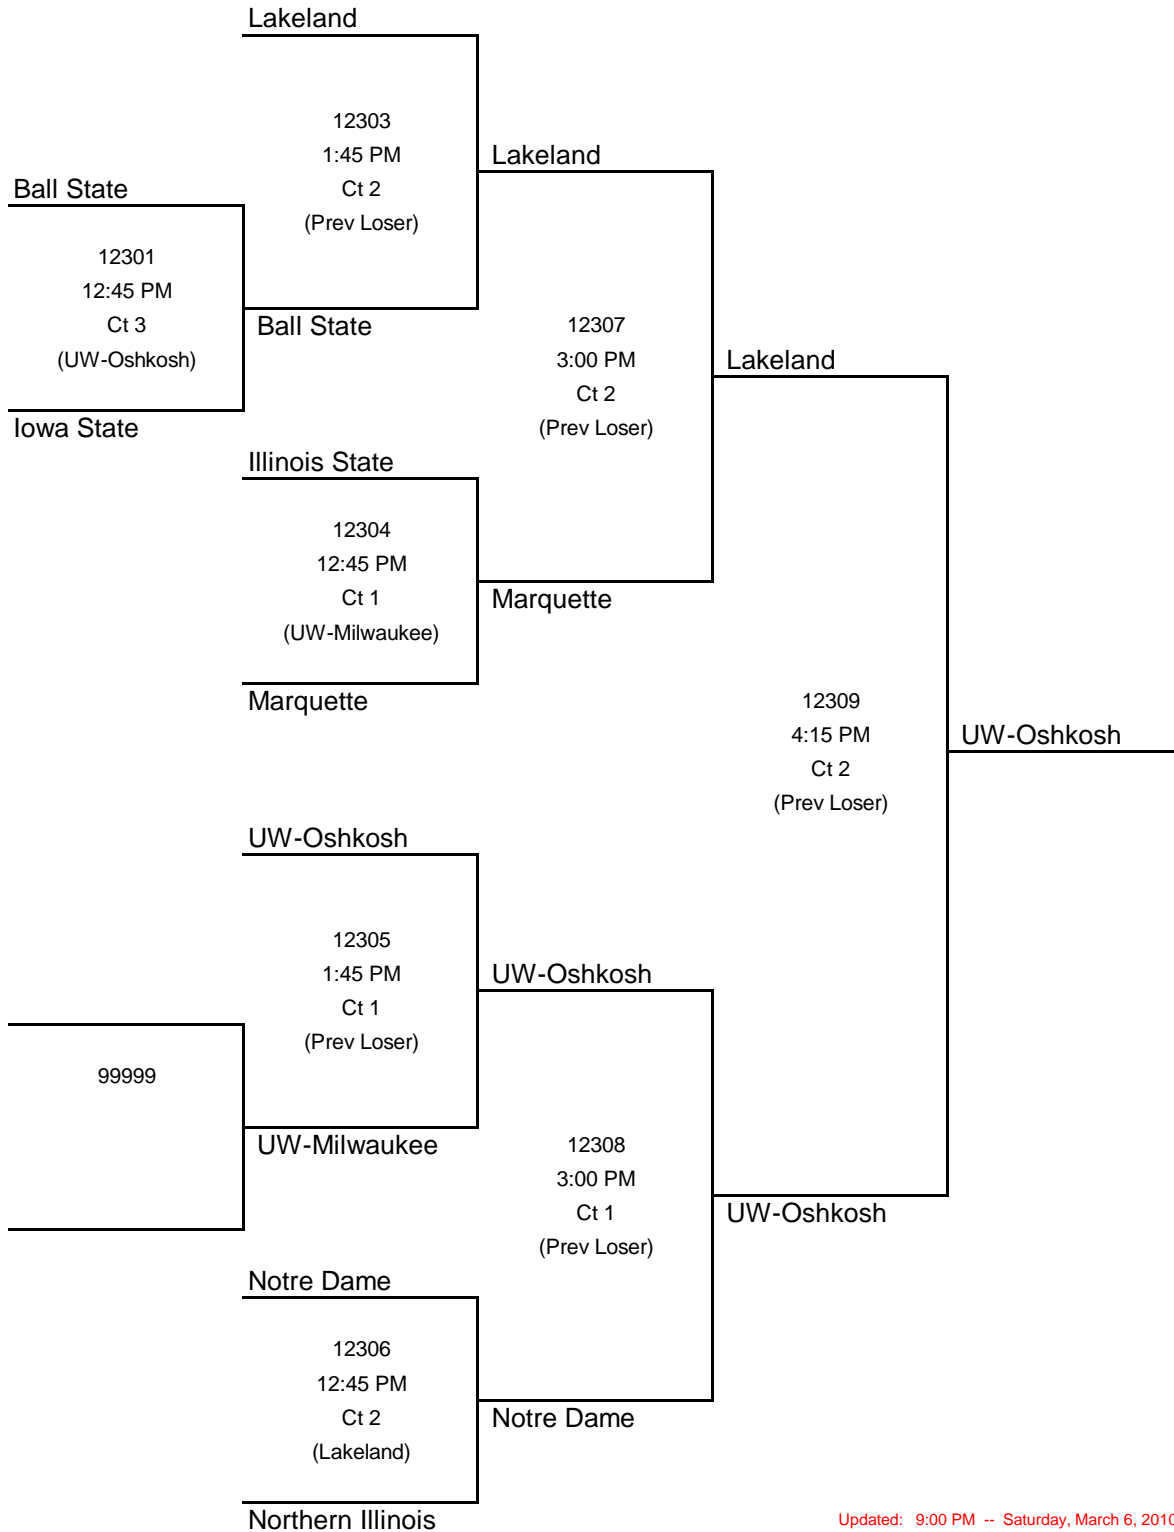 Lakeland
12303
1:45 PM
Ct 2
(Prev Loser)
Lakeland
Ball State
12301
12:45 PM
Ct 3
(UW-Oshkosh)
Ball State
Iowa State
12307
3:00 PM
Ct 2
(Prev Loser)
Lakeland
Illinois State
12304
12:45 PM
Ct 1
(UW-Milwaukee)
Marquette
Marquette
12309
4:15 PM
Ct 2
(Prev Loser)
UW-Oshkosh
UW-Oshkosh
12305
1:45 PM
Ct 1
(Prev Loser)
UW-Oshkosh
99999
UW-Milwaukee
12308
3:00 PM
Ct 1
(Prev Loser)
UW-Oshkosh
Notre Dame
12306
12:45 PM
Ct 2
(Lakeland)
Notre Dame
Northern Illinois
Updated: 9:00 PM -- Saturday, March 6, 2010